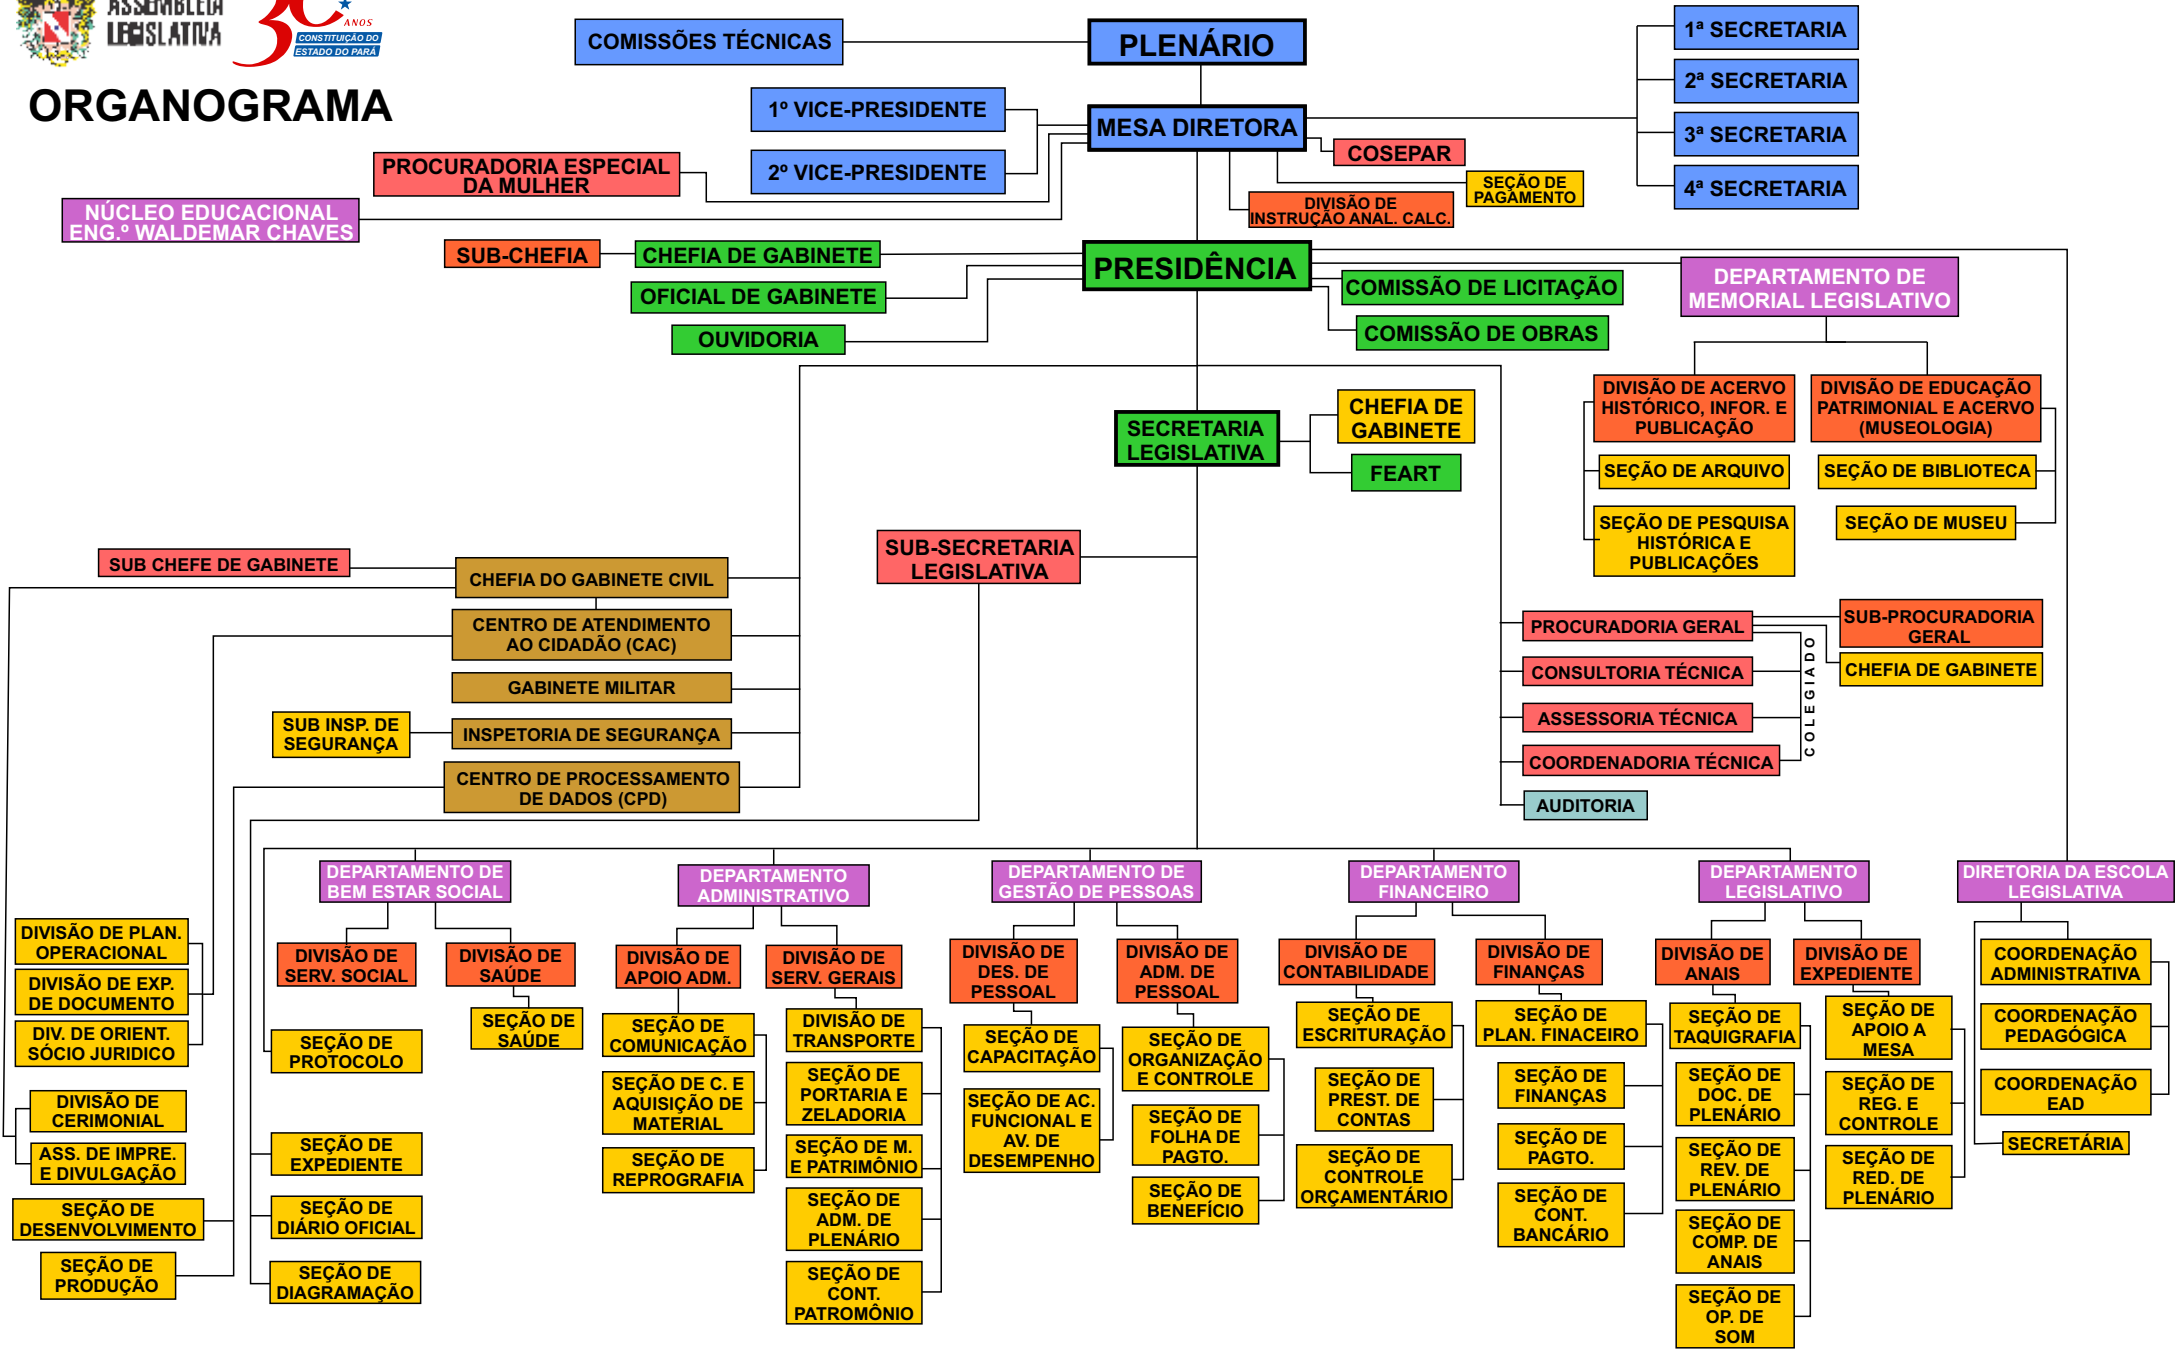 ASSEMBLEIA
LEGISLATIVA
30
ANOS
CONSTITUIÇÃO DO
ESTADO DO PARÁ
ORGANOGRAMA
COMISSÕES TÉCNICAS
PLENÁRIO
1ª SECRETARIA
2ª SECRETARIA
3ª SECRETARIA
4ª SECRETARIA
1º VICE-PRESIDENTE
MESA DIRETORA
2º VICE-PRESIDENTE
COSEPAR
PROCURADORIA ESPECIAL
DA MULHER
SEÇÃO DE
PAGAMENTO
DIVISÃO DE
INSTRUÇÃO ANAL. CALC.
NÚCLEO EDUCACIONAL
ENG.º WALDEMAR CHAVES
SUB-CHEFIA
CHEFIA DE GABINETE
PRESIDÊNCIA
OFICIAL DE GABINETE
OUVIDORIA
COMISSÃO DE LICITAÇÃO
COMISSÃO DE OBRAS
DEPARTAMENTO DE
MEMORIAL LEGISLATIVO
DIVISÃO DE ACERVO
HISTÓRICO, INFOR. E
PUBLICAÇÃO
DIVISÃO DE EDUCAÇÃO
PATRIMONIAL E ACERVO
(MUSEOLOGIA)
SEÇÃO DE ARQUIVO
SEÇÃO DE BIBLIOTECA
SEÇÃO DE PESQUISA
HISTÓRICA E
PUBLICAÇÕES
SEÇÃO DE MUSEU
SECRETARIA
LEGISLATIVA
CHEFIA DE
GABINETE
FEART
SUB-SECRETARIA
LEGISLATIVA
SUB CHEFE DE GABINETE
CHEFIA DO GABINETE CIVIL
CENTRO DE ATENDIMENTO
AO CIDADÃO (CAC)
GABINETE MILITAR
SUB INSP. DE
SEGURANÇA
INSPETORIA DE SEGURANÇA
CENTRO DE PROCESSAMENTO
DE DADOS (CPD)
PROCURADORIA GERAL
SUB-PROCURADORIA
GERAL
CHEFIA DE GABINETE
CONSULTORIA TÉCNICA
ASSESSORIA TÉCNICA
COORDENADORIA TÉCNICA
COLEGIADO
AUDITORIA
DEPARTAMENTO DE
BEM ESTAR SOCIAL
DEPARTAMENTO
ADMINISTRATIVO
DEPARTAMENTO DE
GESTÃO DE PESSOAS
DEPARTAMENTO
FINANCEIRO
DEPARTAMENTO
LEGISLATIVO
DIRETORIA DA ESCOLA
LEGISLATIVA
DIVISÃO DE PLAN.
OPERACIONAL
DIVISÃO DE EXP.
DE DOCUMENTO
DIV. DE ORIENT.
SÓCIO JURIDICO
DIVISÃO DE
CERIMONIAL
ASS. DE IMPRE.
E DIVULGAÇÃO
SEÇÃO DE
DESENVOLVIMENTO
SEÇÃO DE
PRODUÇÃO
DIVISÃO DE
SERV. SOCIAL
DIVISÃO DE
SAÚDE
SEÇÃO DE
SAÚDE
SEÇÃO DE
PROTOCOLO
SEÇÃO DE
EXPEDIENTE
SEÇÃO DE
DIÁRIO OFICIAL
SEÇÃO DE
DIAGRAMAÇÃO
DIVISÃO DE
APOIO ADM.
DIVISÃO DE
SERV. GERAIS
SEÇÃO DE
COMUNICAÇÃO
SEÇÃO DE C. E
AQUISIÇÃO DE
MATERIAL
SEÇÃO DE
REPROGRAFIA
DIVISÃO DE
TRANSPORTE
SEÇÃO DE
PORTARIA E
ZELADORIA
SEÇÃO DE M.
E PATRIMÔNIO
SEÇÃO DE
ADM. DE
PLENÁRIO
SEÇÃO DE
CONT.
PATROMÔNIO
DIVISÃO DE
DES. DE
PESSOAL
DIVISÃO DE
ADM. DE
PESSOAL
SEÇÃO DE
CAPACITAÇÃO
SEÇÃO DE AC.
FUNCIONAL E
AV. DE
DESEMPENHO
SEÇÃO DE
ORGANIZAÇÃO
E CONTROLE
SEÇÃO DE
FOLHA DE
PAGTO.
SEÇÃO DE
BENEFÍCIO
DIVISÃO DE
CONTABILIDADE
DIVISÃO DE
FINANÇAS
SEÇÃO DE
ESCRITURAÇÃO
SEÇÃO DE
PREST. DE
CONTAS
SEÇÃO DE
CONTROLE
ORÇAMENTÁRIO
SEÇÃO DE
PLAN. FINACEIRO
SEÇÃO DE
FINANÇAS
SEÇÃO DE
PAGTO.
SEÇÃO DE
CONT.
BANCÁRIO
DIVISÃO DE
ANAIS
DIVISÃO DE
EXPEDIENTE
SEÇÃO DE
TAQUIGRAFIA
SEÇÃO DE
DOC. DE
PLENÁRIO
SEÇÃO DE
REV. DE
PLENÁRIO
SEÇÃO DE
COMP. DE
ANAIS
SEÇÃO DE
OP. DE
SOM
SEÇÃO DE
APOIO A
MESA
SEÇÃO DE
REG. E
CONTROLE
SEÇÃO DE
RED. DE
PLENÁRIO
COORDENAÇÃO
ADMINISTRATIVA
COORDENAÇÃO
PEDAGÓGICA
COORDENAÇÃO
EAD
SECRETÁRIA